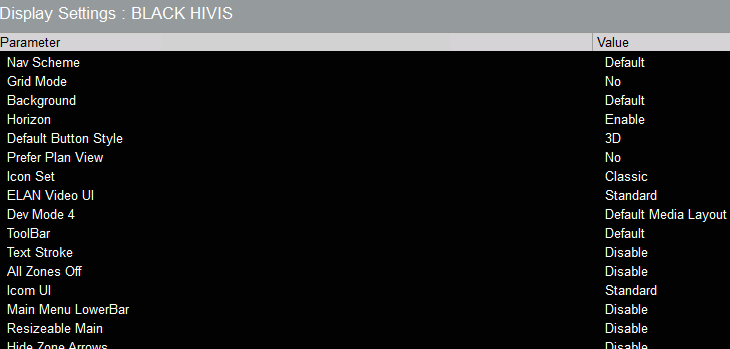 Display Settings : BLACK HIVIS
Parameter Value
Nav Scheme Default
Grid Mode No
Background Default
Horizon Enable
Default Button Style 3D
Prefer Plan View No
Icon Set Classic
ELAN Video UI Standard
Dev Mode 4 Default Media Layout
ToolBar Default
Text Stroke Disable
All Zones Off Disable
Icom UI Standard
Main Menu LowerBar Disable
Resizeable Main Disable
Hide Zone Arrows Disable